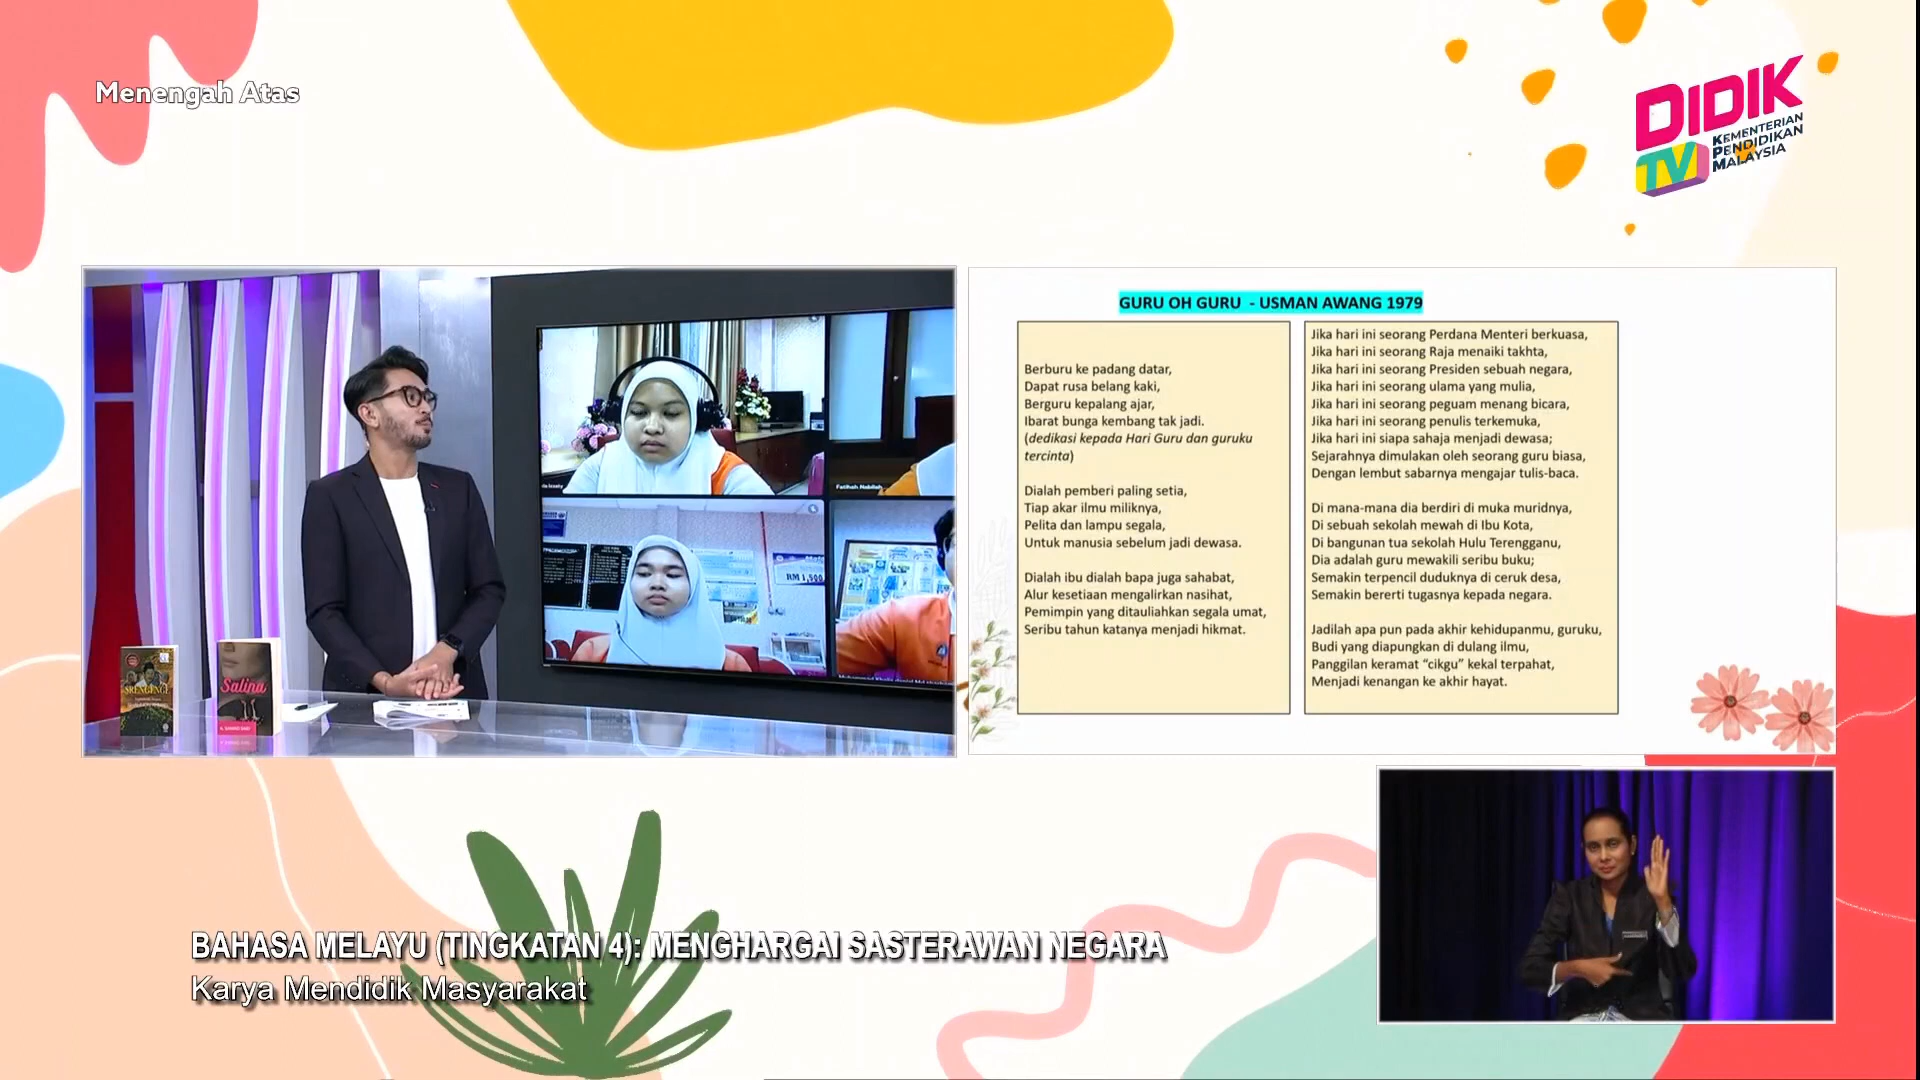 Menengah Atas
DIDIK
TV
KEMENTERIAN
PENDIDIKAN
MALAYSIA
GURU OH GURU - USMAN AWANG 1979
Berburu ke padang datar,
Dapat rusa belang kaki,
Berguru kepalang ajar,
Ibarat bunga kembang tak jadi.
(dedikasi kepada Hari Guru dan guruku
tercinta)
Dialah pemberi paling setia,
Tiap akar ilmu miliknya,
Pelita dan lampu segala,
Untuk manusia sebelum jadi dewasa.
Dialah ibu dialah bapa juga sahabat,
Alur kesetiaan mengalirkan nasihat,
Pemimpin yang ditauliahkan segala umat,
Seribu tahun katanya menjadi hikmat.
Jika hari ini seorang Perdana Menteri berkuasa,
Jika hari ini seorang Raja menaiki takhta,
Jika hari ini seorang Presiden sebuah negara,
Jika hari ini seorang ulama yang mulia,
Jika hari ini seorang peguam menang bicara,
Jika hari ini seorang penulis terkemuka,
Jika hari ini siapa sahaja menjadi dewasa;
Sejarahnya dimulakan oleh seorang guru biasa,
Dengan lembut sabarnya mengajar tulis-baca.
Di mana-mana dia berdiri di muka muridnya,
Di sebuah sekolah mewah di Ibu Kota,
Di bangunan tua sekolah Hulu Terengganu,
Dia adalah guru mewakili seribu buku;
Semakin terpencil duduknya di ceruk desa,
Semakin bererti tugasnya kepada negara.
Jadilah apa pun pada akhir kehidupanmu, guruku,
Budi yang diapungkan di dulang ilmu,
Panggilan keramat “cikgu” kekal terpahat,
Menjadi kenangan ke akhir hayat.
Fatihah Nabilah
RM 1,500
SRENGENGE
Salina
A. SAMAD SAID
BAHASA MELAYU (TINGKATAN 4): MENGHARGAI SASTERAWAN NEGARA
Karya Mendidik Masyarakat